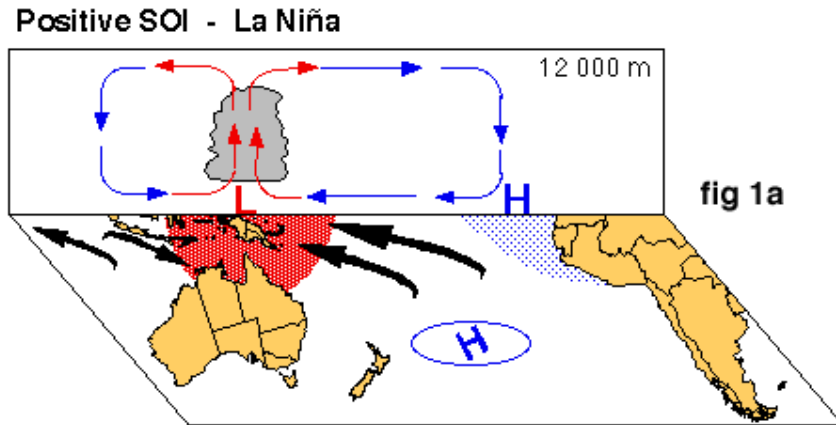 Positive SOI - La Niña
12 000 m
L
H
fig 1a
H